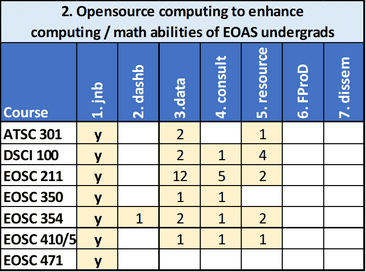 2. Opensource computing to enhance
computing / math abilities of EOAS undergrads
Course 1. jnb 2. dashb 3.data 4. consult 5. resource 6. FProD 7. dissem
ATSC 301 y 2 1
DSCI 100 y 2 1 4
EOSC 211 y 12 5 2
EOSC 350 y 1 1
EOSC 354 y 1 2 1 2
EOSC 410/5 y 1 1 1
EOSC 471 y